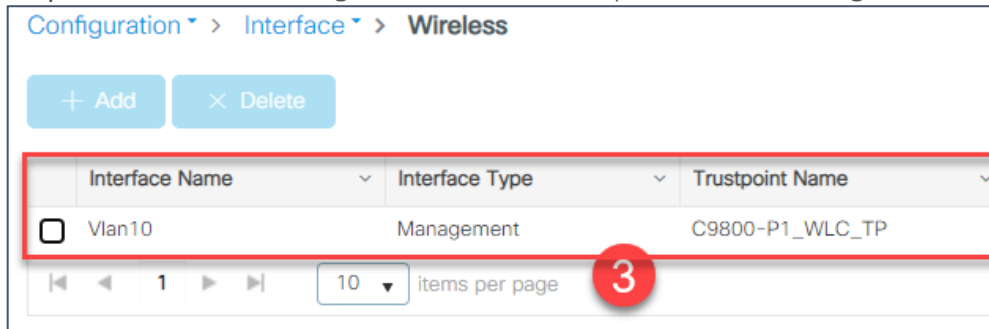 Configuration > Interface > Wireless
+ Add × Delete
Interface Name Interface Type Trustpoint Name
Vlan10 Management C9800-P1_WLC_TP
1 10 items per page 3